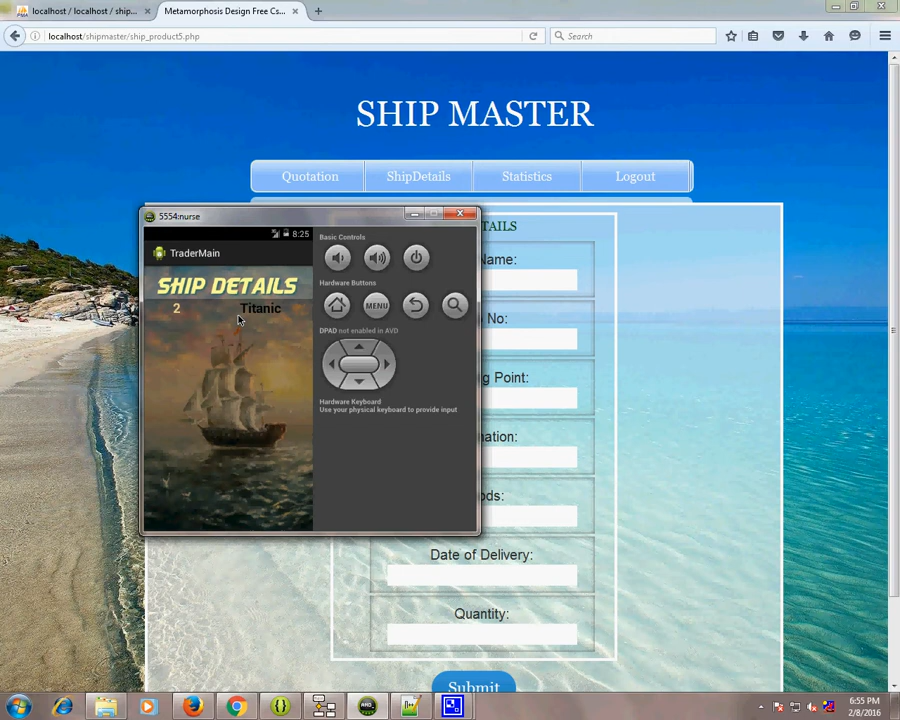 localhost / localhost / ship...
Metamorphosis Design Free Cs...
localhost/shipmaster/ship_product5.php
Search
SHIP MASTER
Quotation
ShipDetails
Statistics
Logout
5554:nurse
8:25
TraderMain
SHIP DETAILS
2
Titanic
Basic Controls
Hardware Buttons
MENU
DPAD not enabled in AVD
Hardware Keyboard
Use your physical keyboard to provide input
TAILS
Name:
No:
g Point:
nation:
ods:
Date of Delivery:
Quantity:
Submit
6:55 PM
2/8/2016